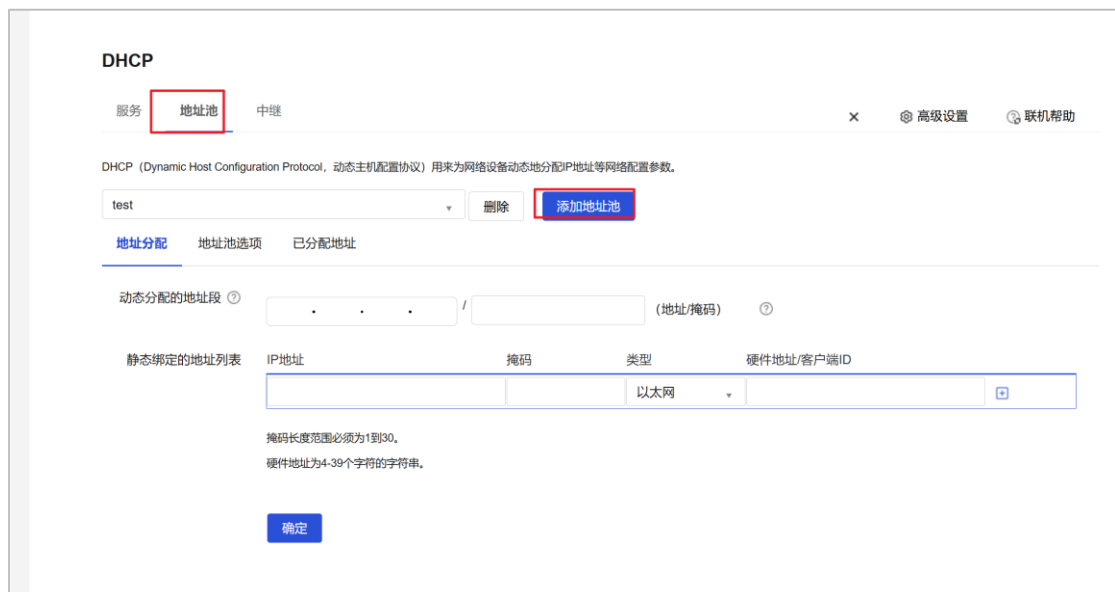 DHCP
服务 地址池 中继 × 高级设置 联机帮助
DHCP（Dynamic Host Configuration Protocol，动态主机配置协议）用来为网络设备动态地分配IP地址等网络配置参数。
test 删除 添加地址池
地址分配 地址池选项 已分配地址
动态分配的地址段 ? . . . / (地址/掩码) ?
静态绑定的地址列表 IP地址 掩码 类型 硬件地址/客户端ID
以太网
掩码长度范围必须为1到30。
硬件地址为4-39个字符的字符串。
确定